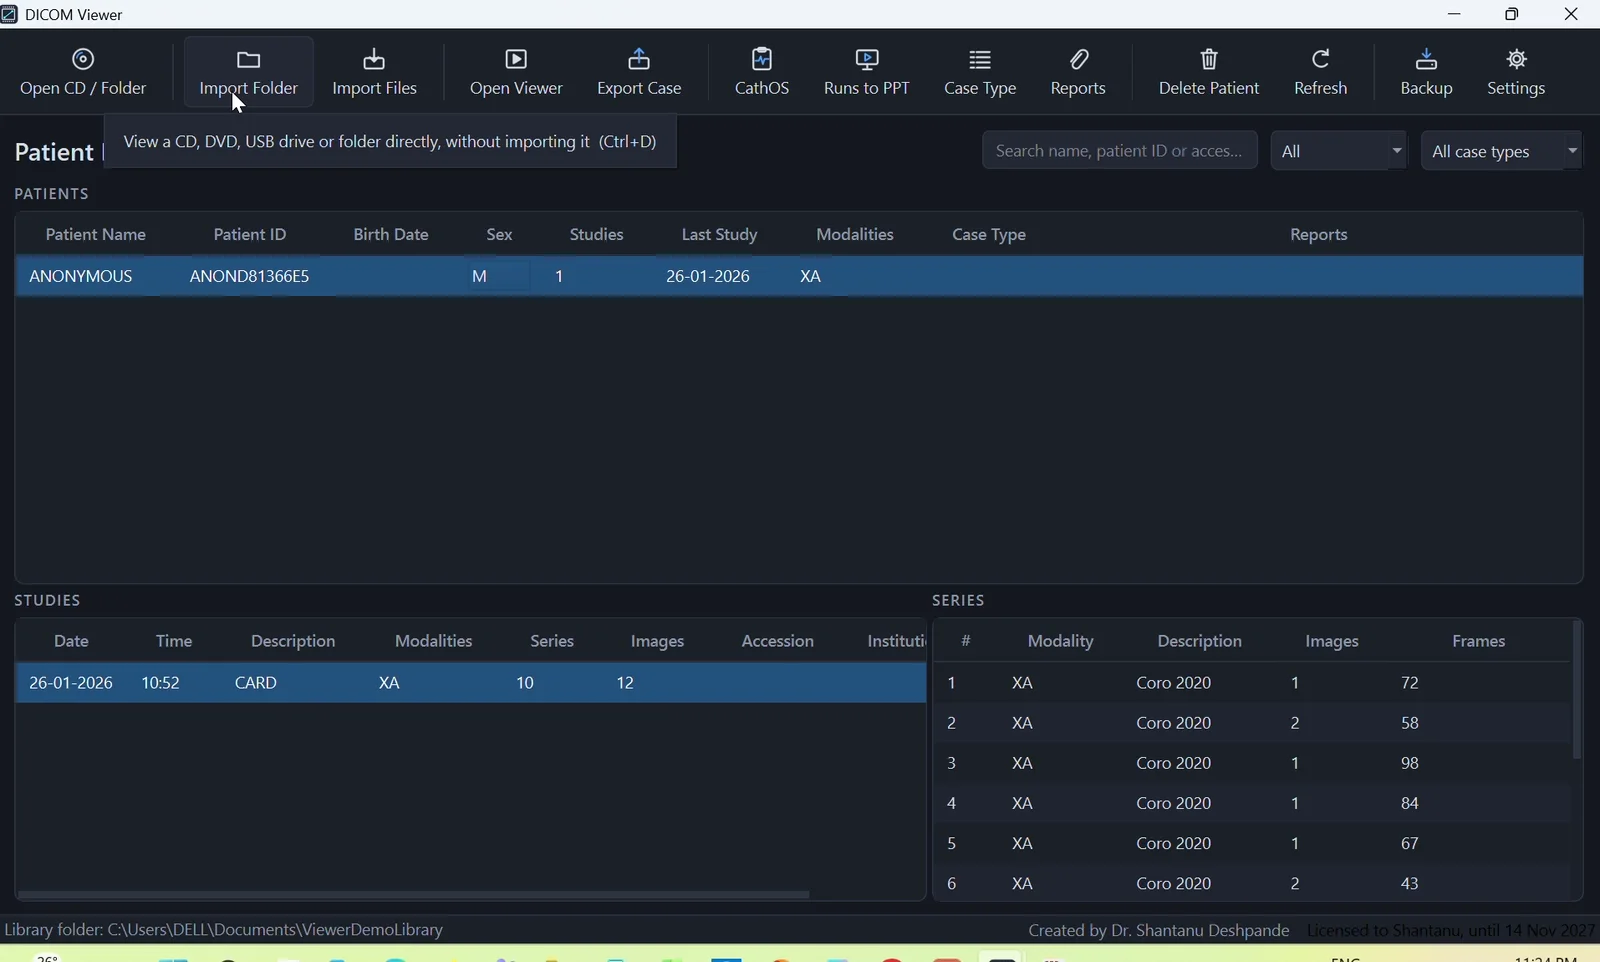 DICOM Viewer
Open CD / Folder
Import Folder
Import Files
Open Viewer
Export Case
CathOS
Runs to PPT
Case Type
Reports
Delete Patient
Refresh
Backup
Settings
View a CD, DVD, USB drive or folder directly, without importing it (Ctrl+D)
Patient
Search name, patient ID or acces...
All
All case types
PATIENTS
Patient Name Patient ID Birth Date Sex Studies Last Study Modalities Case Type Reports
ANONYMOUS ANOND81366E5 M 1 26-01-2026 XA
STUDIES
Date Time Description Modalities Series Images Accession Instituti
26-01-2026 10:52 CARD XA 10 12
SERIES
# Modality Description Images Frames
1 XA Coro 2020 1 72
2 XA Coro 2020 2 58
3 XA Coro 2020 1 98
4 XA Coro 2020 1 84
5 XA Coro 2020 1 67
6 XA Coro 2020 2 43
Library folder: C:\Users\DELL\Documents\ViewerDemoLibrary
Created by Dr. Shantanu Deshpande
Licensed to Shantanu, until 14 Nov 2027
26°
ENG
11:24 PM